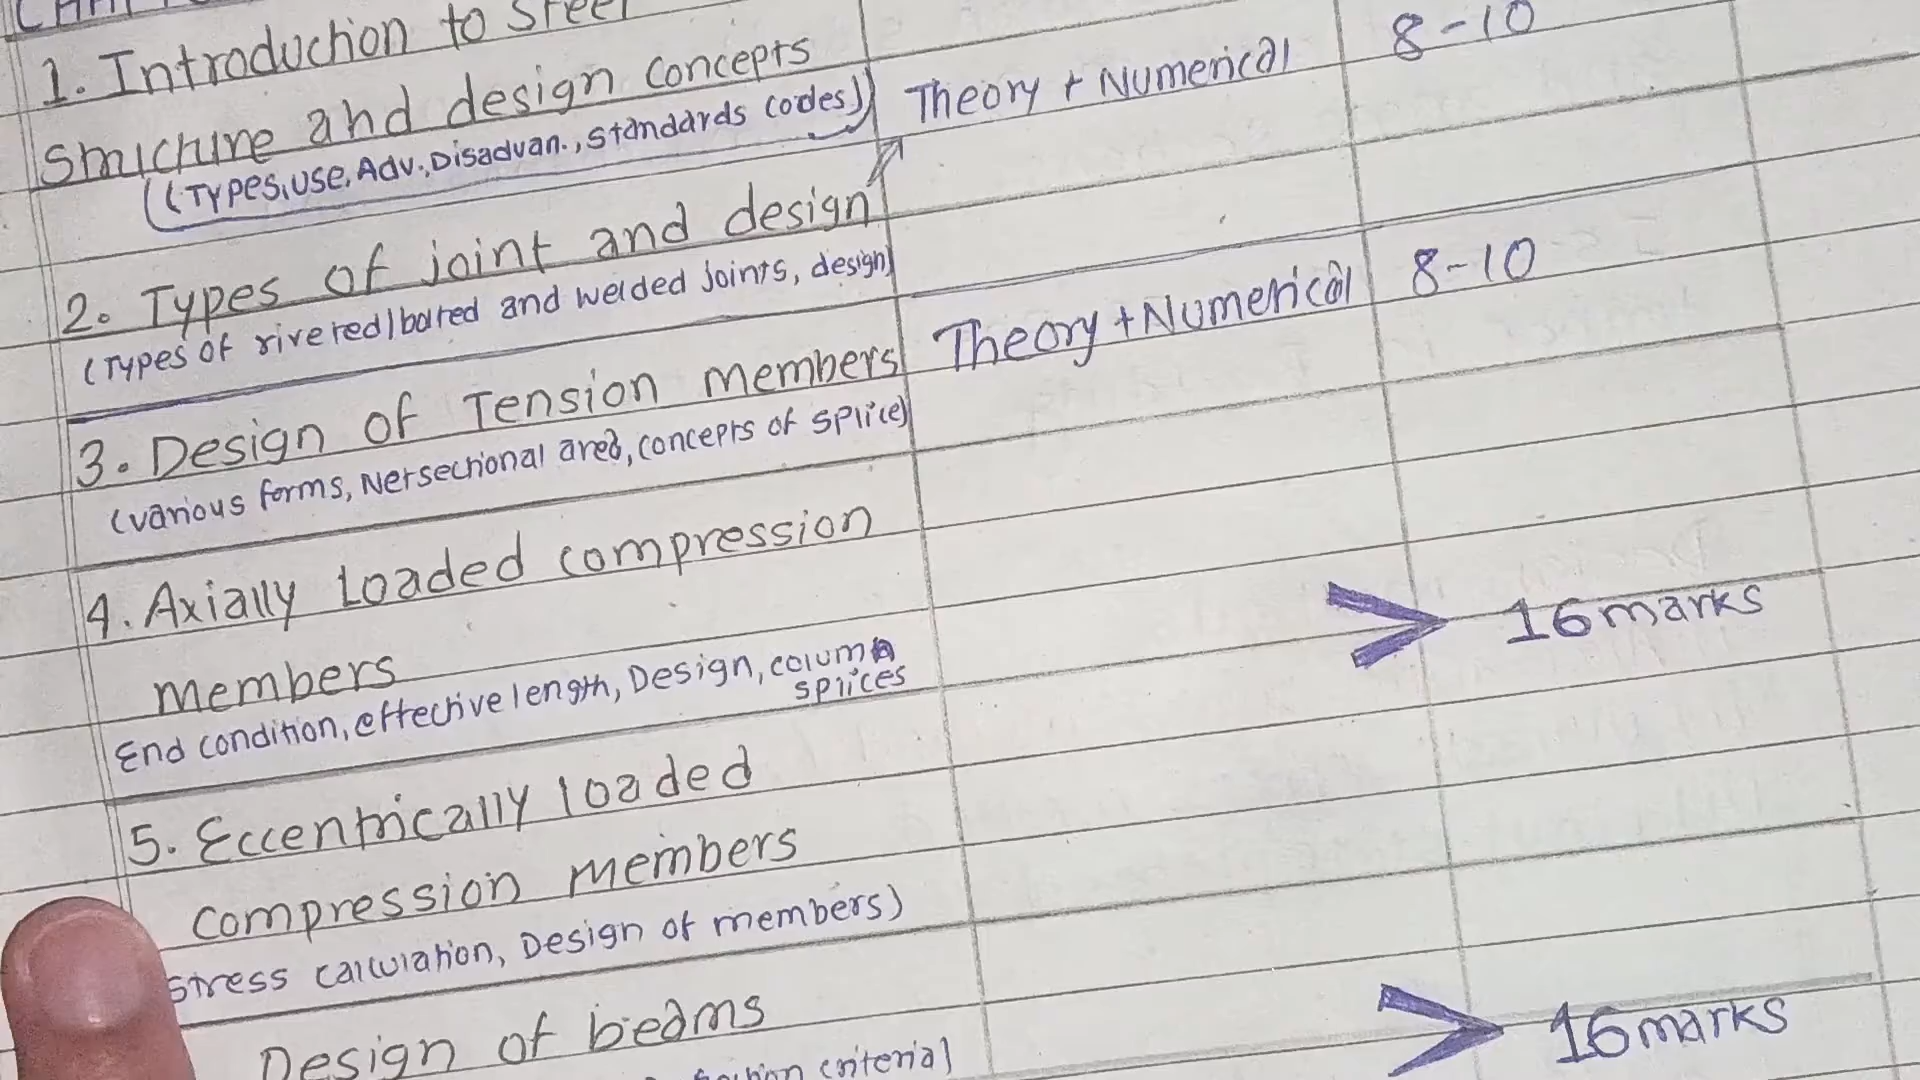 1. Introduction to Steel
Structure and design concepts
((Types, use, Adv., Disadvan., standards codes))
Theory + Numerical
8-10
2. Types of joint and design
(Types of riveted/bolted and welded joints, design)
3. Design of Tension members
(various forms, Netsectional area, concepts of splice)
Theory + Numerical
8-10
4. Axially Loaded compression
members
End condition, effective length, Design, column
splices
16 marks
5. Eccentrically loaded
compression members
stress calculation, Design of members)
Design of beams
criteria)
16 marks